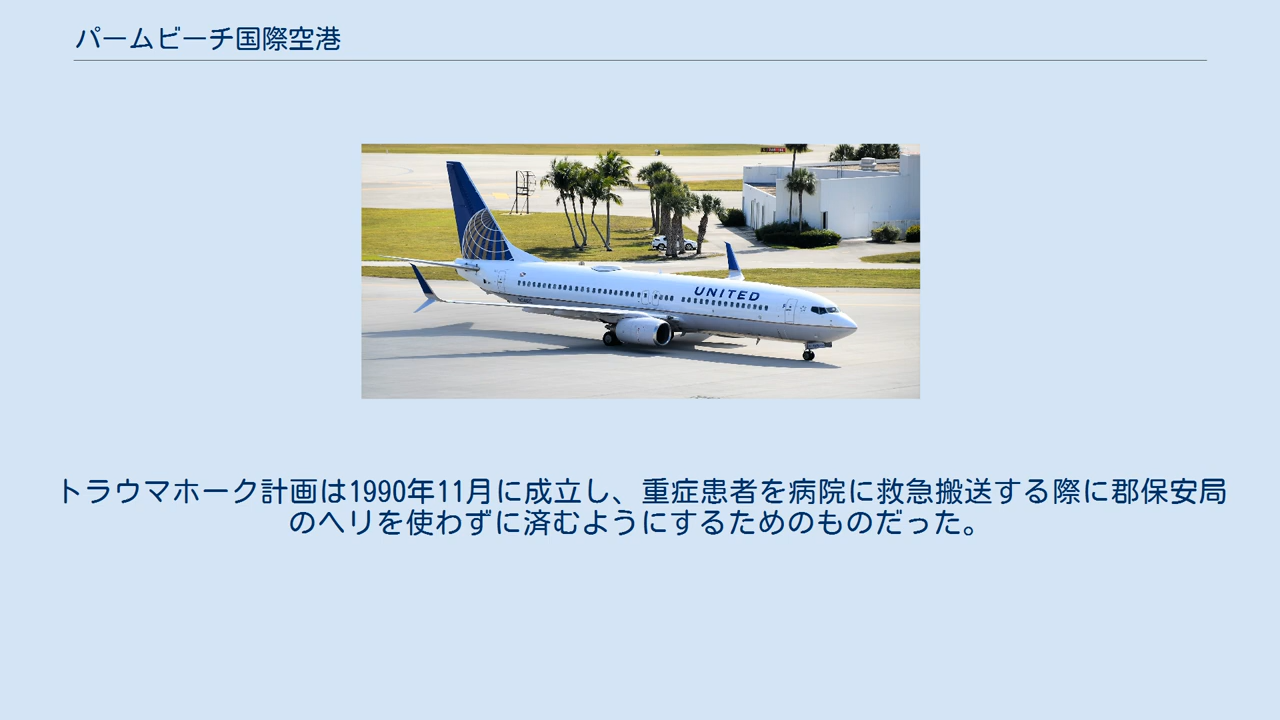 パームビーチ国際空港
UNITED
トラウマホーク計画は1990年11月に成立し、重症患者を病院に救急搬送する際に郡保安局
のヘリを使わずに済むようにするためのものだった。